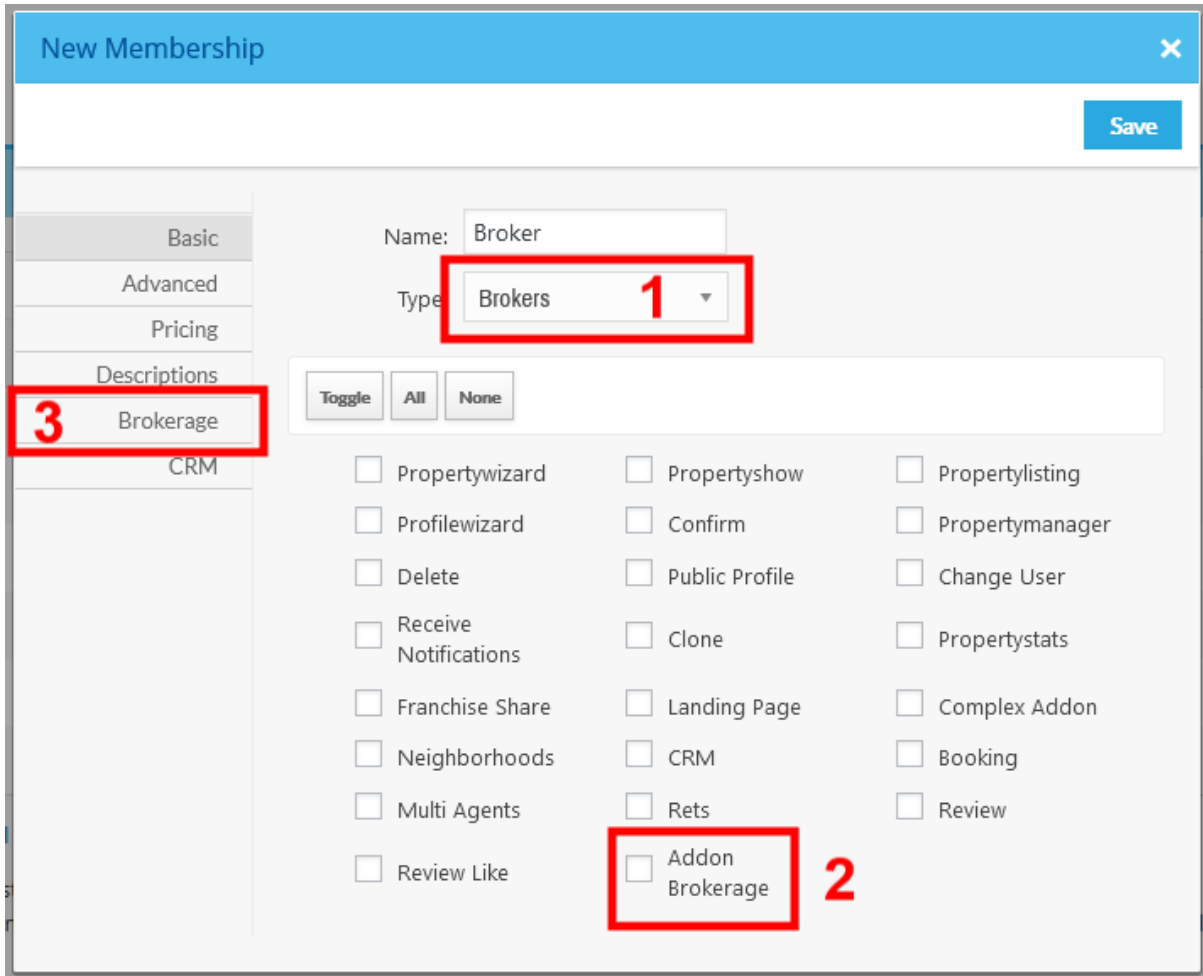 New Membership
Save
Basic
Advanced
Pricing
Descriptions
3 Brokerage
CRM
Name: Broker
Type Brokers 1
Toggle All None
Propertywizard Propertyshow Propertylisting
Profilewizard Confirm Propertymanager
Delete Public Profile Change User
Receive
Notifications Clone Propertystats
Franchise Share Landing Page Complex Addon
Neighborhoods CRM Booking
Multi Agents Rets Review
Review Like Addon
Brokerage 2